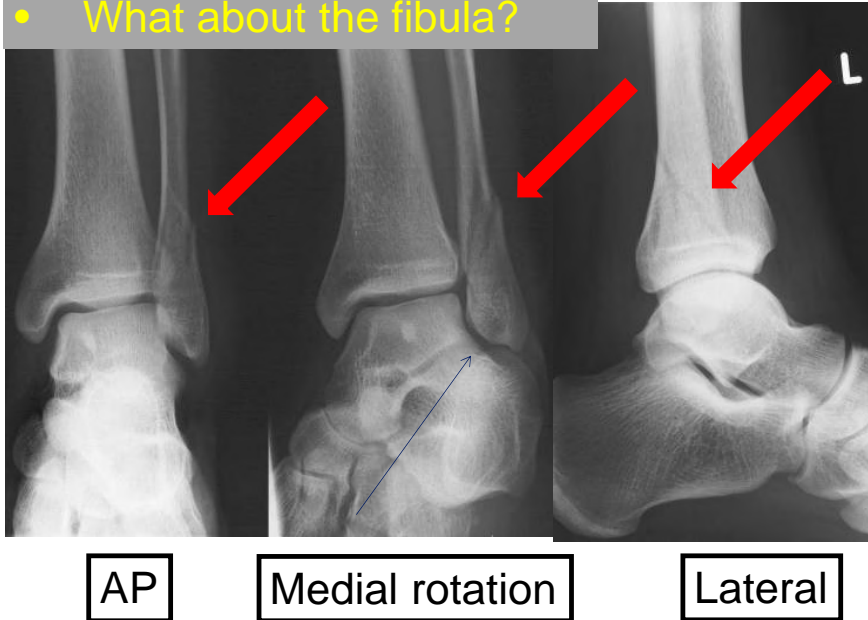 • What about the fibula?
L
AP
Medial rotation
Lateral